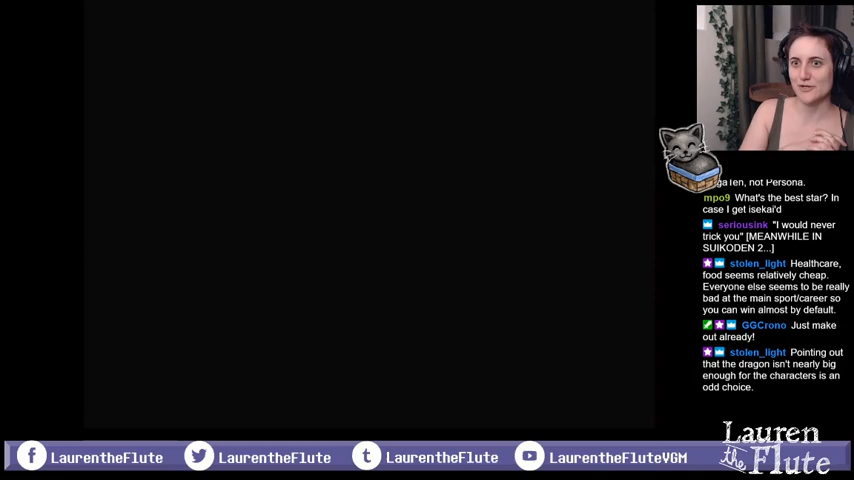 gaTen, not Persona.
mpo9 What's the best star? In
case I get isekai'd
seriousink "I would never
trick you" [MEANWHILE IN
SUIKODEN 2...]
stolen_light Healthcare,
food seems relatively cheap.
Everyone else seems to be really
bad at the main sport/career so
you can win almost by default.
GGCrono Just make
out already!
stolen_light Pointing out
that the dragon isn't nearly big
enough for the characters is an
odd choice.
Lauren
the Flute
f LaurentheFlute LaurentheFlute t LaurentheFlute LaurentheFluteVGM